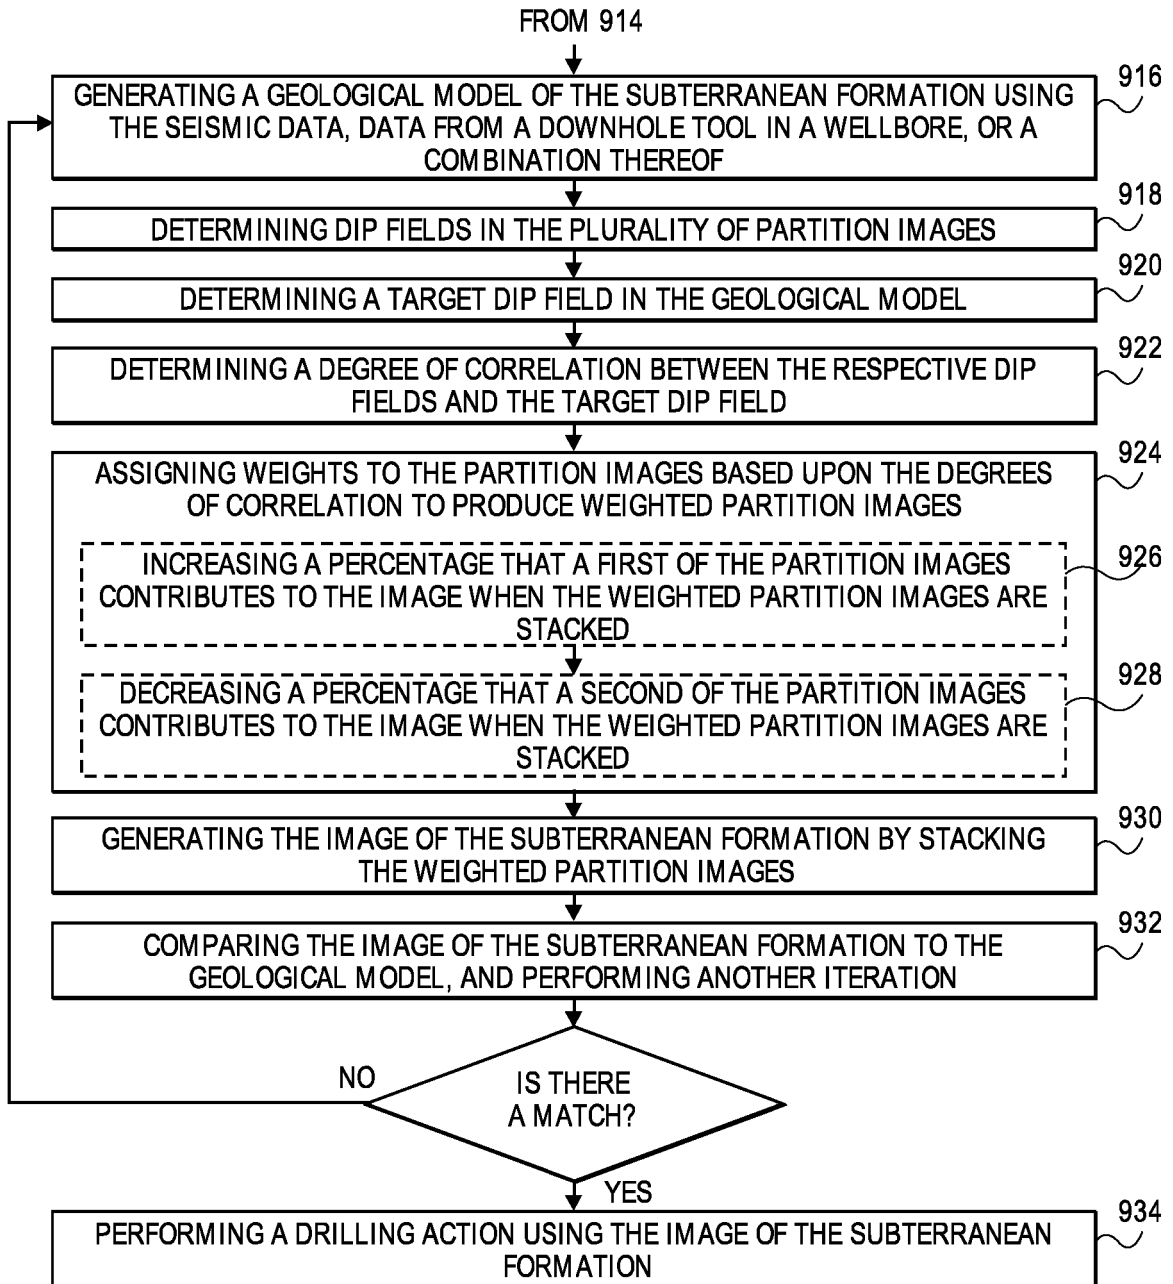 FROM 914
916
GENERATING A GEOLOGICAL MODEL OF THE SUBTERRANEAN FORMATION USING
THE SEISMIC DATA, DATA FROM A DOWNHOLE TOOL IN A WELLBORE, OR A
COMBINATION THEREOF
918
DETERMINING DIP FIELDS IN THE PLURALITY OF PARTITION IMAGES
920
DETERMINING A TARGET DIP FIELD IN THE GEOLOGICAL MODEL
922
DETERMINING A DEGREE OF CORRELATION BETWEEN THE RESPECTIVE DIP
FIELDS AND THE TARGET DIP FIELD
924
ASSIGNING WEIGHTS TO THE PARTITION IMAGES BASED UPON THE DEGREES
OF CORRELATION TO PRODUCE WEIGHTED PARTITION IMAGES
926
INCREASING A PERCENTAGE THAT A FIRST OF THE PARTITION IMAGES
CONTRIBUTES TO THE IMAGE WHEN THE WEIGHTED PARTITION IMAGES ARE
STACKED
928
DECREASING A PERCENTAGE THAT A SECOND OF THE PARTITION IMAGES
CONTRIBUTES TO THE IMAGE WHEN THE WEIGHTED PARTITION IMAGES ARE
STACKED
930
GENERATING THE IMAGE OF THE SUBTERRANEAN FORMATION BY STACKING
THE WEIGHTED PARTITION IMAGES
932
COMPARING THE IMAGE OF THE SUBTERRANEAN FORMATION TO THE
GEOLOGICAL MODEL, AND PERFORMING ANOTHER ITERATION
NO
IS THERE
A MATCH?
YES
934
PERFORMING A DRILLING ACTION USING THE IMAGE OF THE SUBTERRANEAN
FORMATION